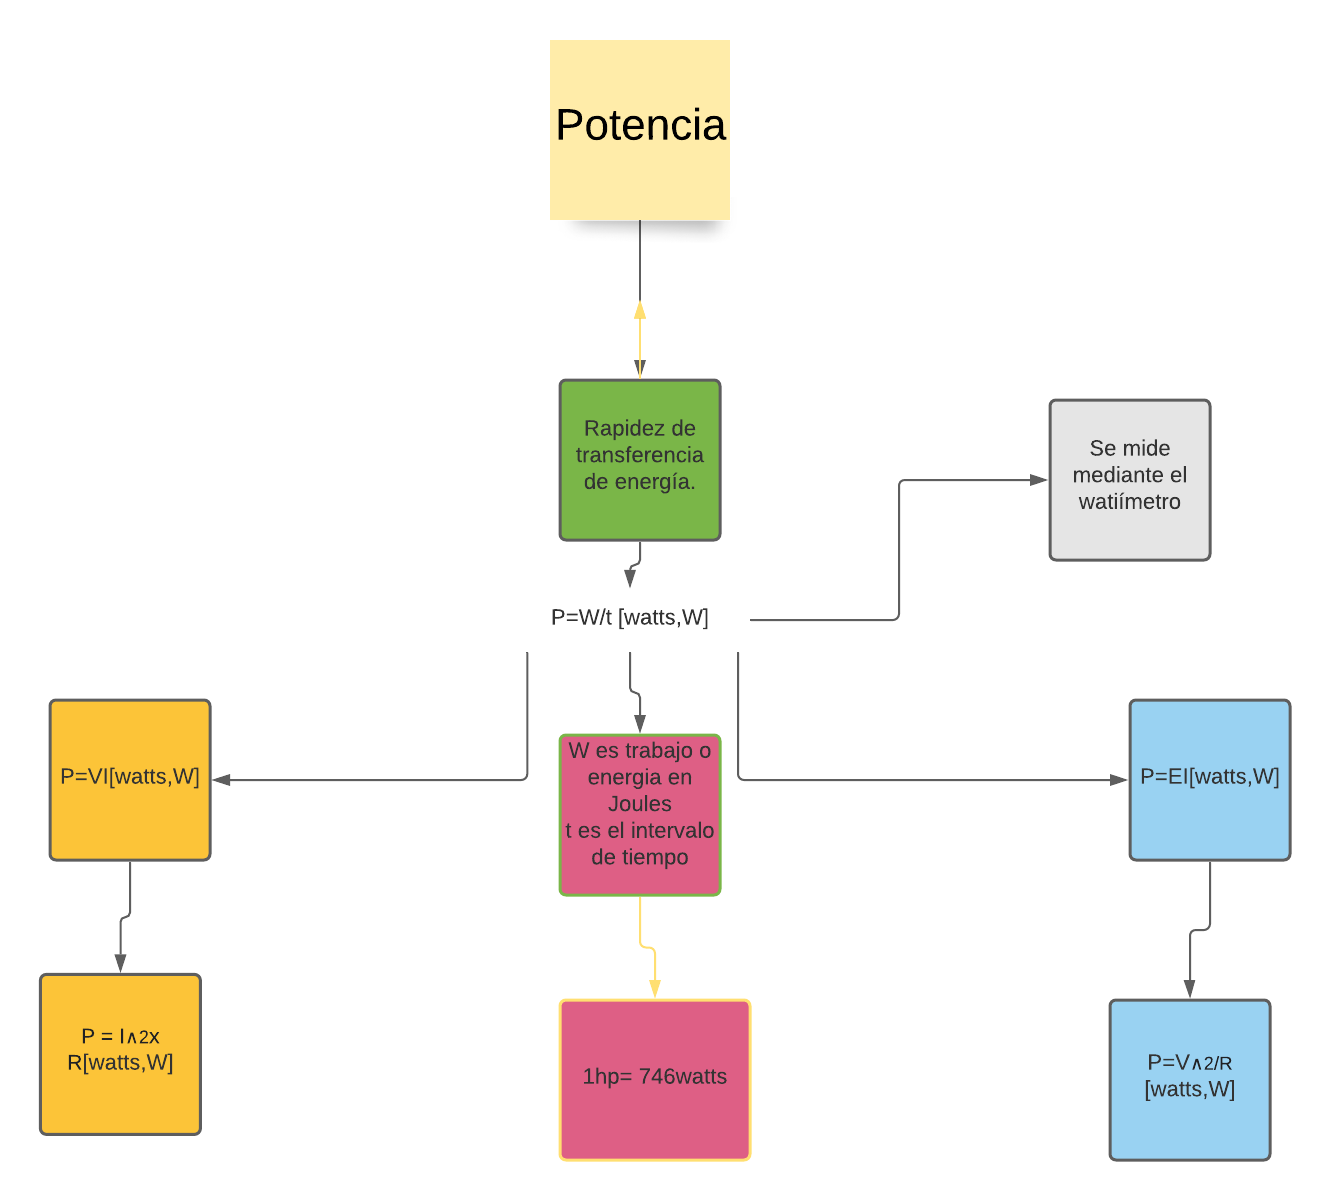 Potencia
Rapidez de
transferencia
de energía.
Se mide
mediante el
watiímetro
P=W/t [watts,W]
P=VI[watts,W]
W es trabajo o
energia en
Joules
t es el intervalo
de tiempo
P=EI[watts,W]
P = I∧2x
R[watts,W]
1hp= 746watts
P=V∧2/R
[watts,W]